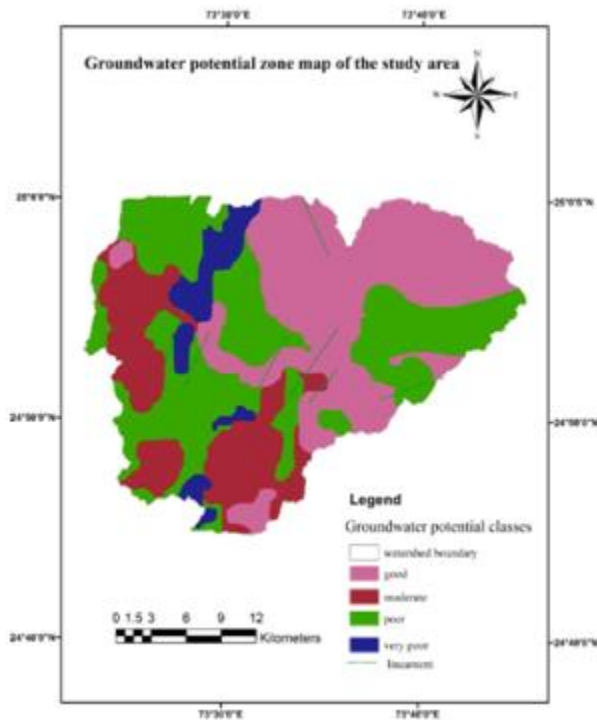 73°30'0"E 73°40'0"E
Groundwater potential zone map of the study area
N
W E
S
25°0'0"N 25°0'0"N
24°50'0"N 24°50'0"N
Legend
Groundwater potential classes
watershed boundary
good
moderate
poor
very poor
lineament
0 1.5 3 6 9 12
Kilometers
24°40'0"N 24°40'0"N
73°30'0"E 73°40'0"E